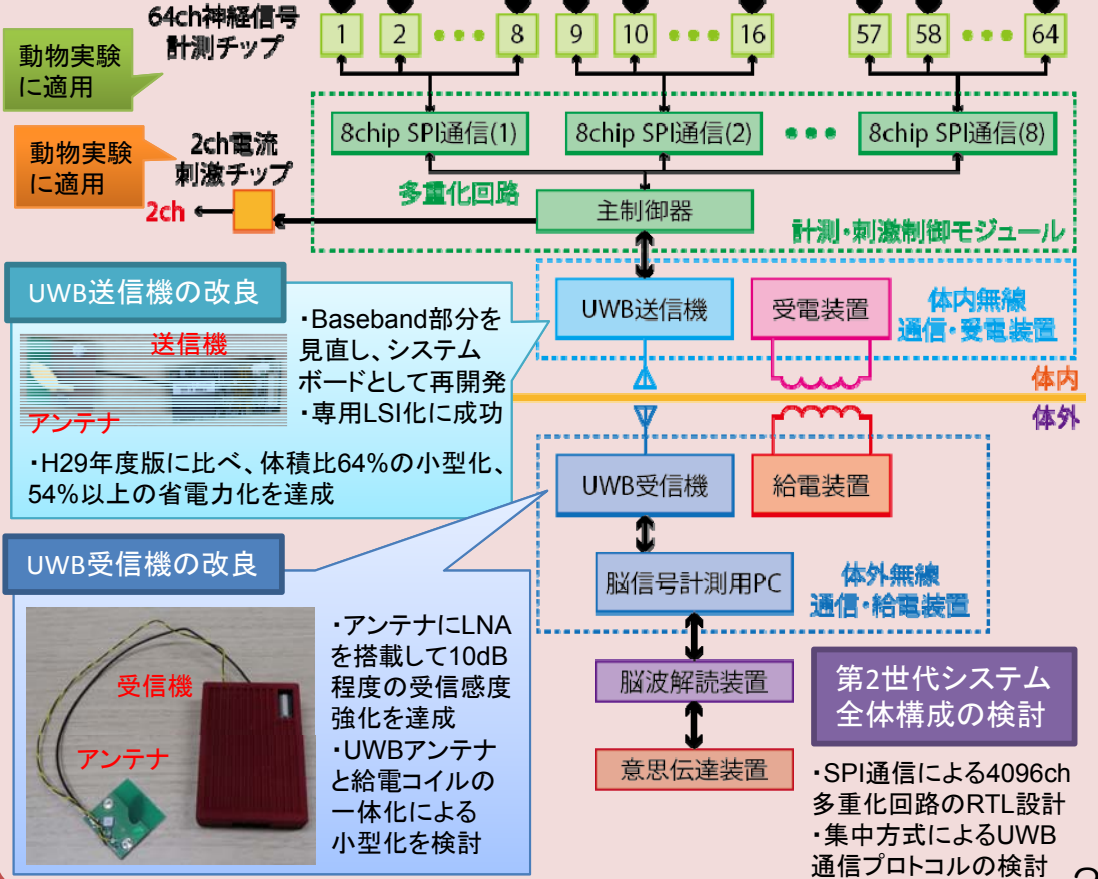 64ch神経信号
計測チップ
動物実験
に適用
1 2 ••• 8 9 10 ••• 16 57 58 ••• 64
8chip SPI通信(1) 8chip SPI通信(2) ••• 8chip SPI通信(8)
動物実験
に適用
2ch電流
刺激チップ
2ch
多重化回路
主制御器
計測・刺激制御モジュール
UWB送信機の改良
送信機
アンテナ
・Baseband部分を
見直し、システム
ボードとして再開発
・専用LSI化に成功
・H29年度版に比べ、体積比64%の小型化、
54%以上の省電力化を達成
UWB送信機
受電装置
体内無線
通信・受電装置
体内
体外
UWB受信機
給電装置
脳信号計測用PC
体外無線
通信・給電装置
脳波解読装置
意思伝達装置
UWB受信機の改良
受信機
アンテナ
・アンテナにLNA
を搭載して10dB
程度の受信感度
強化を達成
・UWBアンテナ
と給電コイルの
一体化による
小型化を検討
第2世代システム
全体構成の検討
・SPI通信による4096ch
多重化回路のRTL設計
・集中方式によるUWB
通信プロトコルの検討